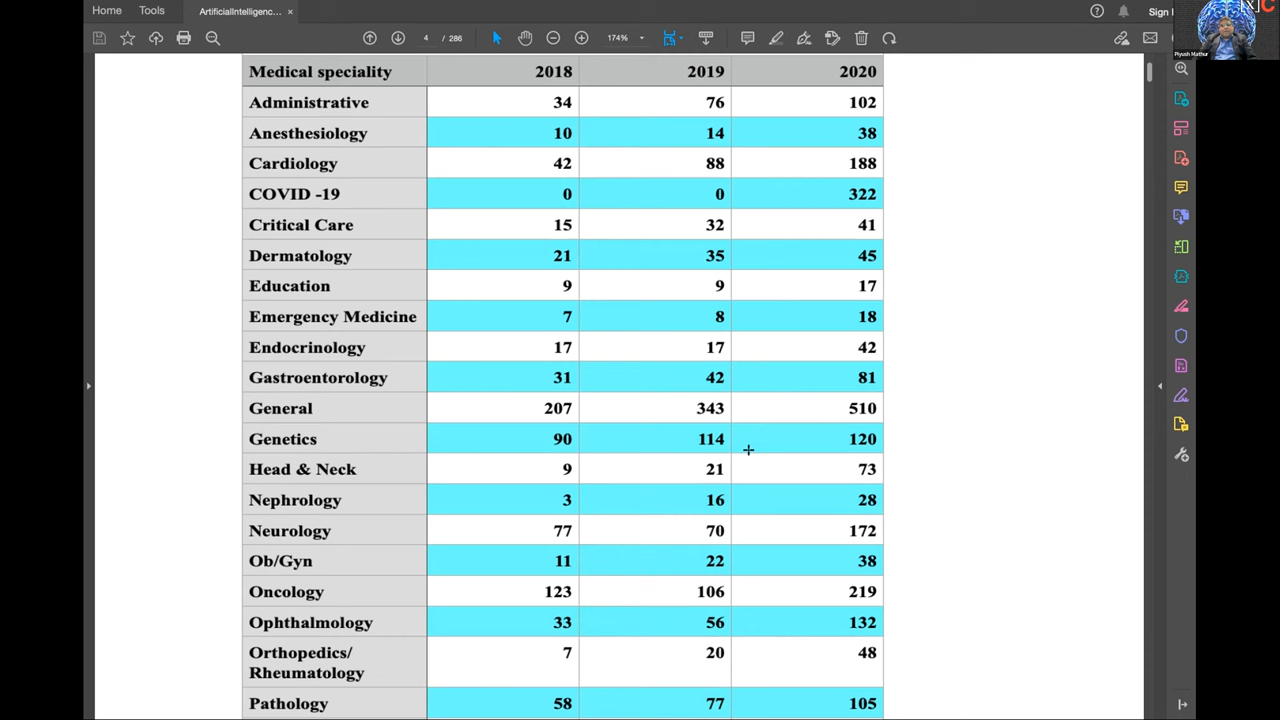 Home Tools ArtificialIntelligenc... × Sign
4 / 286 174%
Piyush Mathur
Medical speciality 2018 2019 2020
Administrative 34 76 102
Anesthesiology 10 14 38
Cardiology 42 88 188
COVID -19 0 0 322
Critical Care 15 32 41
Dermatology 21 35 45
Education 9 9 17
Emergency Medicine 7 8 18
Endocrinology 17 17 42
Gastroentorology 31 42 81
General 207 343 510
Genetics 90 114 120
Head & Neck 9 21 73
Nephrology 3 16 28
Neurology 77 70 172
Ob/Gyn 11 22 38
Oncology 123 106 219
Ophthalmology 33 56 132
Orthopedics/ 7 20 48
Rheumatology
Pathology 58 77 105